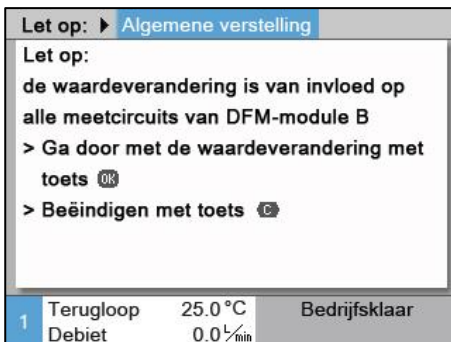 Let op: ▶ Algemene verstelling
Let op:
de waardeverandering is van invloed op
alle meetcircuits van DFM-module B
> Ga door met de waardeverandering met
toets OK
> Beëindigen met toets C
1 Terugloop 25.0 °C Bedrijfsklaar
Debiet 0.0 L/min